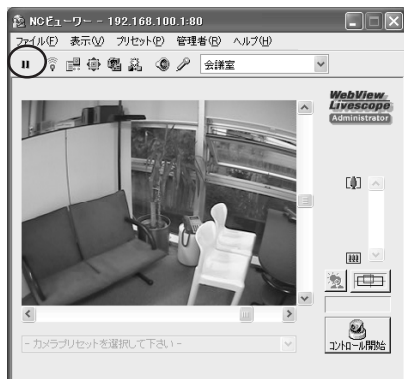 NCビューワー - 192.168.100.1:80
ファイル(F) 表示(V) プリセット(P) 管理者(R) ヘルプ(H)
会議室
WebView
Livescope
Administrator
- カメラプリセットを選択して下さい -
コントロール開始